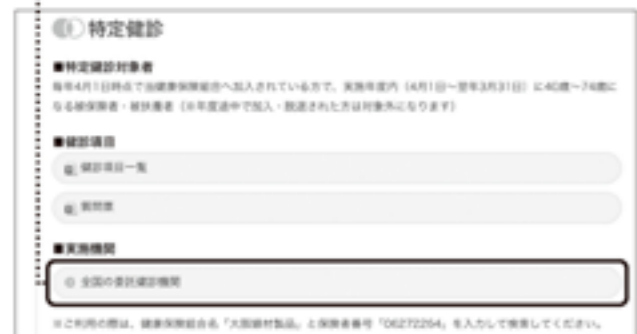 特定健診
■特定健診対象者
毎年4月1日時点で当健康保険組合へ加入されている方で、実施年度内（4月1日～翌年3月31日）に40歳～74歳に
なる被保険者・被扶養者（※年度途中で加入・脱退された方は対象外になります）
■健診項目
健診項目一覧
質問票
■実施機関
全国の委託健診機関
※ご利用の際は、健康保険組合名「大阪鋼材製品」と保険者番号「06272264」を入力して検索してください。